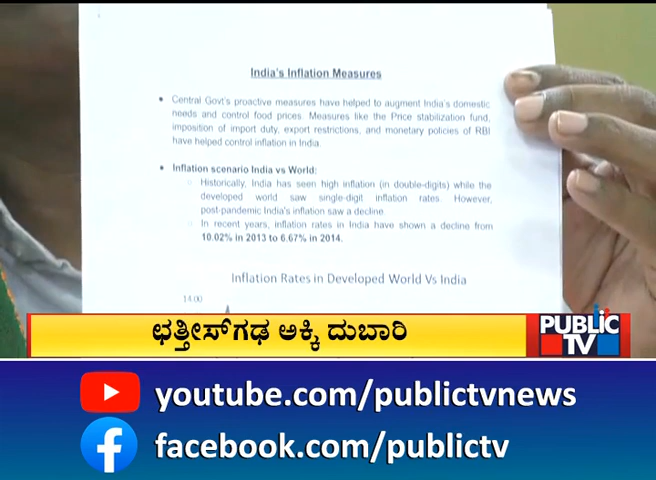 India's Inflation Measures
• Central Govt's proactive measures have helped to augment India's domestic
needs and control food prices. Measures like the Price stabilization fund,
imposition of import duty, export restrictions, and monetary policies of RBI
have helped control inflation in India.
• Inflation scenario India vs World:
○ Historically, India has seen high inflation (in double-digits) while the
developed world saw single-digit inflation rates. However,
post-pandemic India's inflation saw a decline.
○ In recent years, inflation rates in India have shown a decline from
10.02% in 2013 to 6.67% in 2014.
Inflation Rates in Developed World Vs India
14.00
ಛತ್ತೀಸ್‌ಗಢ ಅಕ್ಕಿ ದುಬಾರಿ
PUBLiC
TV
youtube.com/publictvnews
facebook.com/publictv